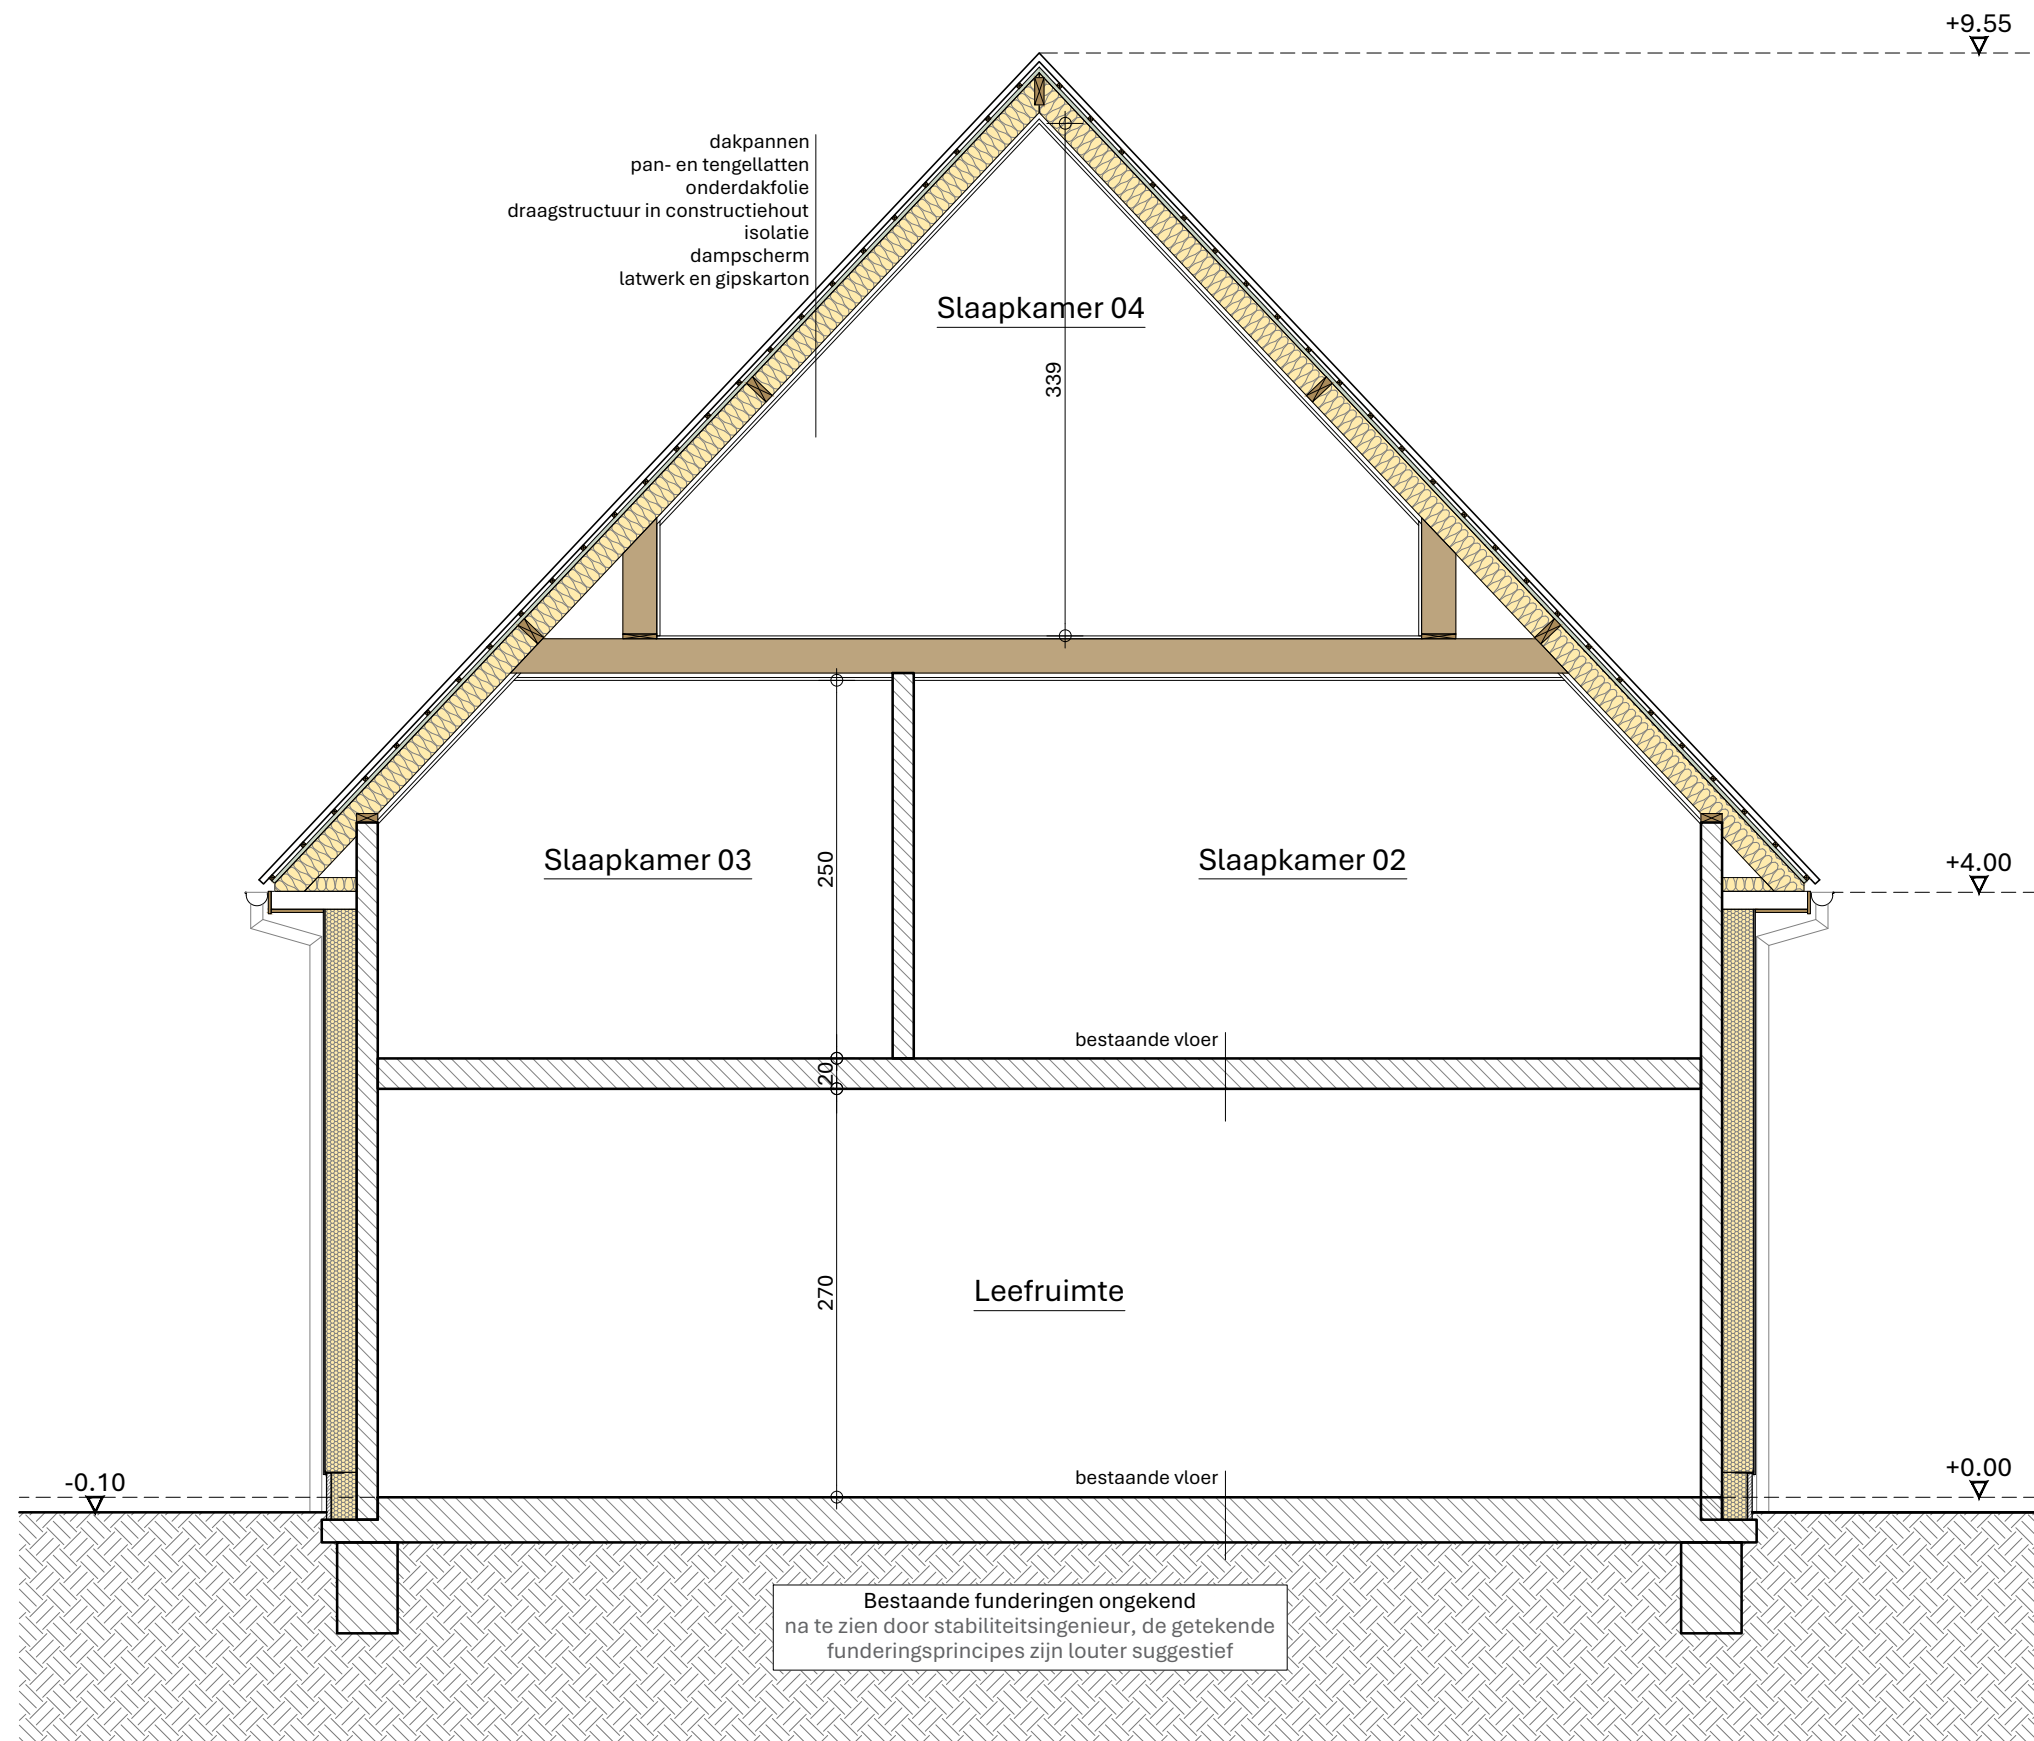 +9.55
dakpannen
pan- en tengellatten
onderdakfolie
draagstructuur in constructiehout
isolatie
dampscherm
latwerk en gipskarton
Slaapkamer 04
339
Slaapkamer 03
250
Slaapkamer 02
+4.00
bestaande vloer
20
Leefruimte
270
bestaande vloer
-0.10
+0.00
Bestaande funderingen ongekend
na te zien door stabiliteitsingenieur, de getekende
funderingsprincipes zijn louter suggestief